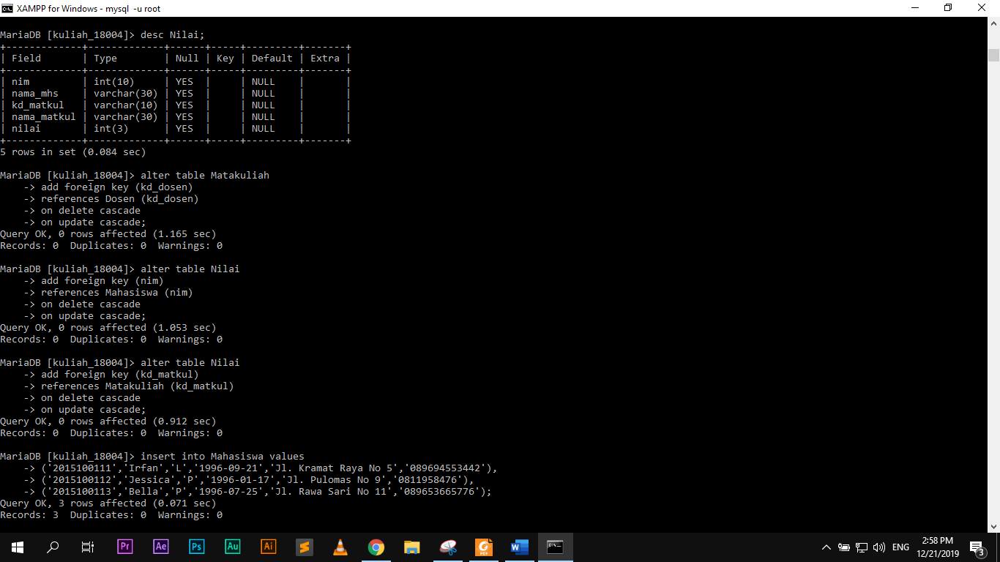 XAMPP for Windows - mysql  -u root
MariaDB [kuliah_18004]> desc Nilai;
+-------------+-------------+------+-----+---------+-------+
| Field       | Type        | Null | Key | Default | Extra |
+-------------+-------------+------+-----+---------+-------+
| nim         | int(10)     | YES  |     | NULL    |       |
| nama_mhs    | varchar(30) | YES  |     | NULL    |       |
| kd_matkul   | varchar(10) | YES  |     | NULL    |       |
| nama_matkul | varchar(30) | YES  |     | NULL    |       |
| nilai       | int(3)      | YES  |     | NULL    |       |
+-------------+-------------+------+-----+---------+-------+
5 rows in set (0.084 sec)
MariaDB [kuliah_18004]> alter table Matakuliah
    -> add foreign key (kd_dosen)
    -> references Dosen (kd_dosen)
    -> on delete cascade
    -> on update cascade;
Query OK, 0 rows affected (1.165 sec)
Records: 0  Duplicates: 0  Warnings: 0
MariaDB [kuliah_18004]> alter table Nilai
    -> add foreign key (nim)
    -> references Mahasiswa (nim)
    -> on delete cascade
    -> on update cascade;
Query OK, 0 rows affected (1.053 sec)
Records: 0  Duplicates: 0  Warnings: 0
MariaDB [kuliah_18004]> alter table Nilai
    -> add foreign key (kd_matkul)
    -> references Matakuliah (kd_matkul)
    -> on delete cascade
    -> on update cascade;
Query OK, 0 rows affected (0.912 sec)
Records: 0  Duplicates: 0  Warnings: 0
MariaDB [kuliah_18004]> insert into Mahasiswa values
    -> ('2015100111','Irfan','L','1996-09-21','Jl. Kramat Raya No 5','089694553442'),
    -> ('2015100112','Jessica','P','1996-01-17','Jl. Pulomas No 9','0811958476'),
    -> ('2015100113','Bella','P','1996-07-25','Jl. Rawa Sari No 11','089653665776');
Query OK, 3 rows affected (0.071 sec)
Records: 3  Duplicates: 0  Warnings: 0
Pr Ae Ps Au Ai S G PDF W C:\ ENG 2:58 PM
12/21/2019 3